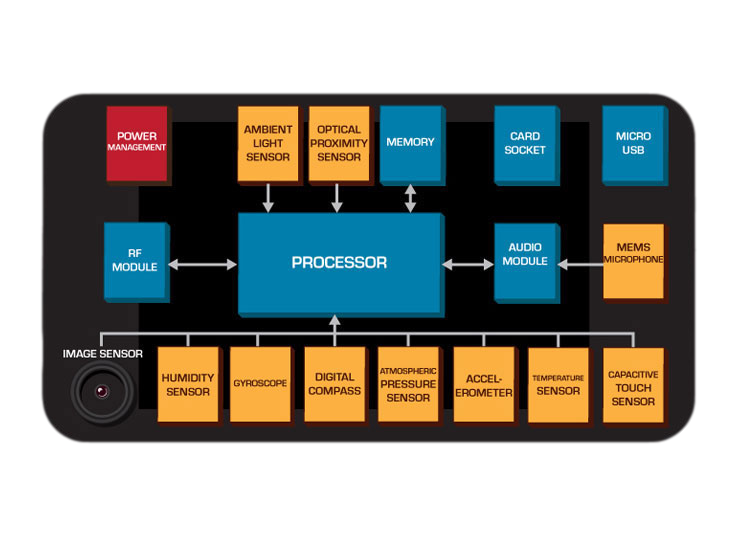 POWER
MANAGEMENT
AMBIENT
LIGHT
SENSOR
OPTICAL
PROXIMITY
SENSOR
MEMORY
CARD
SOCKET
MICRO
USB
RF
MODULE
PROCESSOR
AUDIO
MODULE
MEMS
MICROPHONE
IMAGE SENSOR
HUMIDITY
SENSOR
GYROSCOPE
DIGITAL
COMPASS
ATMOSPHERIC
PRESSURE
SENSOR
ACCEL-
EROMETER
TEMPERATURE
SENSOR
CAPACITIVE
TOUCH
SENSOR